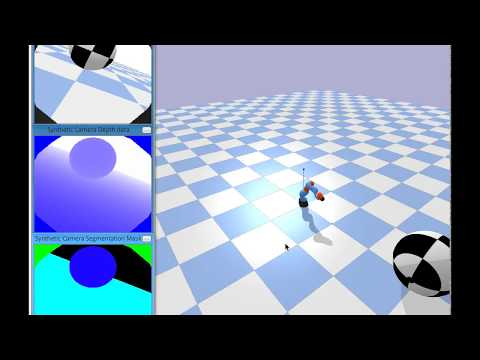 Synthetic Camera Depth data
Synthetic Camera Segmentation Mask